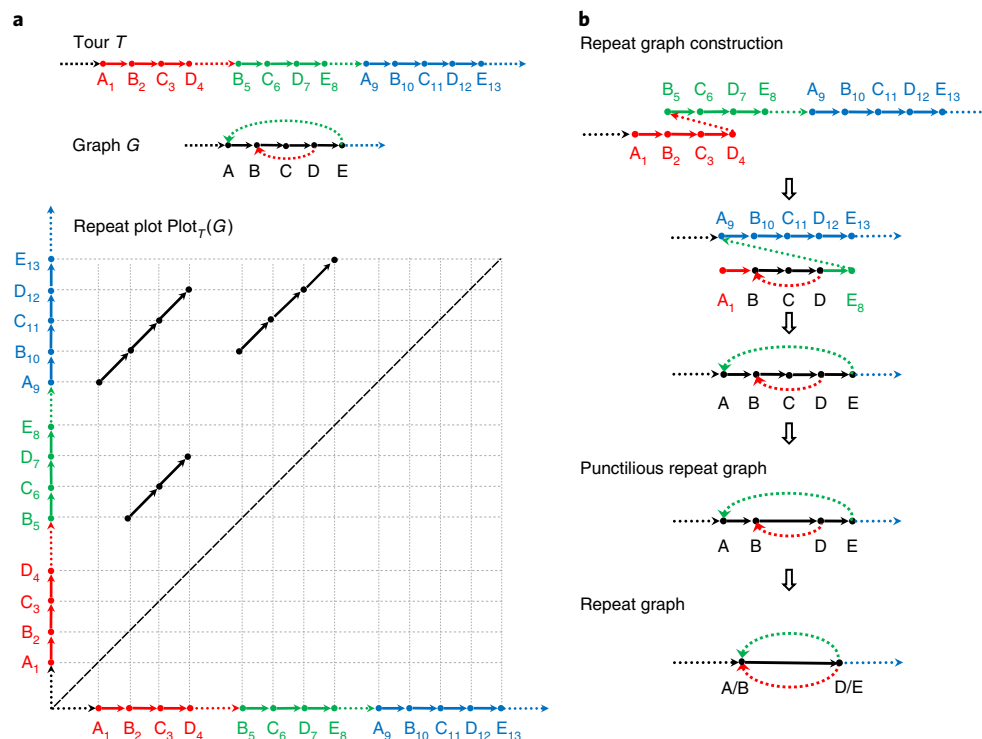 a
Tour T
A1 B2 C3 D4 B5 C6 D7 E8 A9 B10 C11 D12 E13
Graph G
A B C D E
Repeat plot PlotT(G)
E13
D12
C11
B10
A9
E8
D7
C6
B5
D4
C3
B2
A1
A1 B2 C3 D4 B5 C6 D7 E8 A9 B10 C11 D12 E13
b
Repeat graph construction
B5 C6 D7 E8 A9 B10 C11 D12 E13
A1 B2 C3 D4
A9 B10 C11 D12 E13
A1 B C D E8
A B C D E
Punctilious repeat graph
A B D E
Repeat graph
A/B D/E